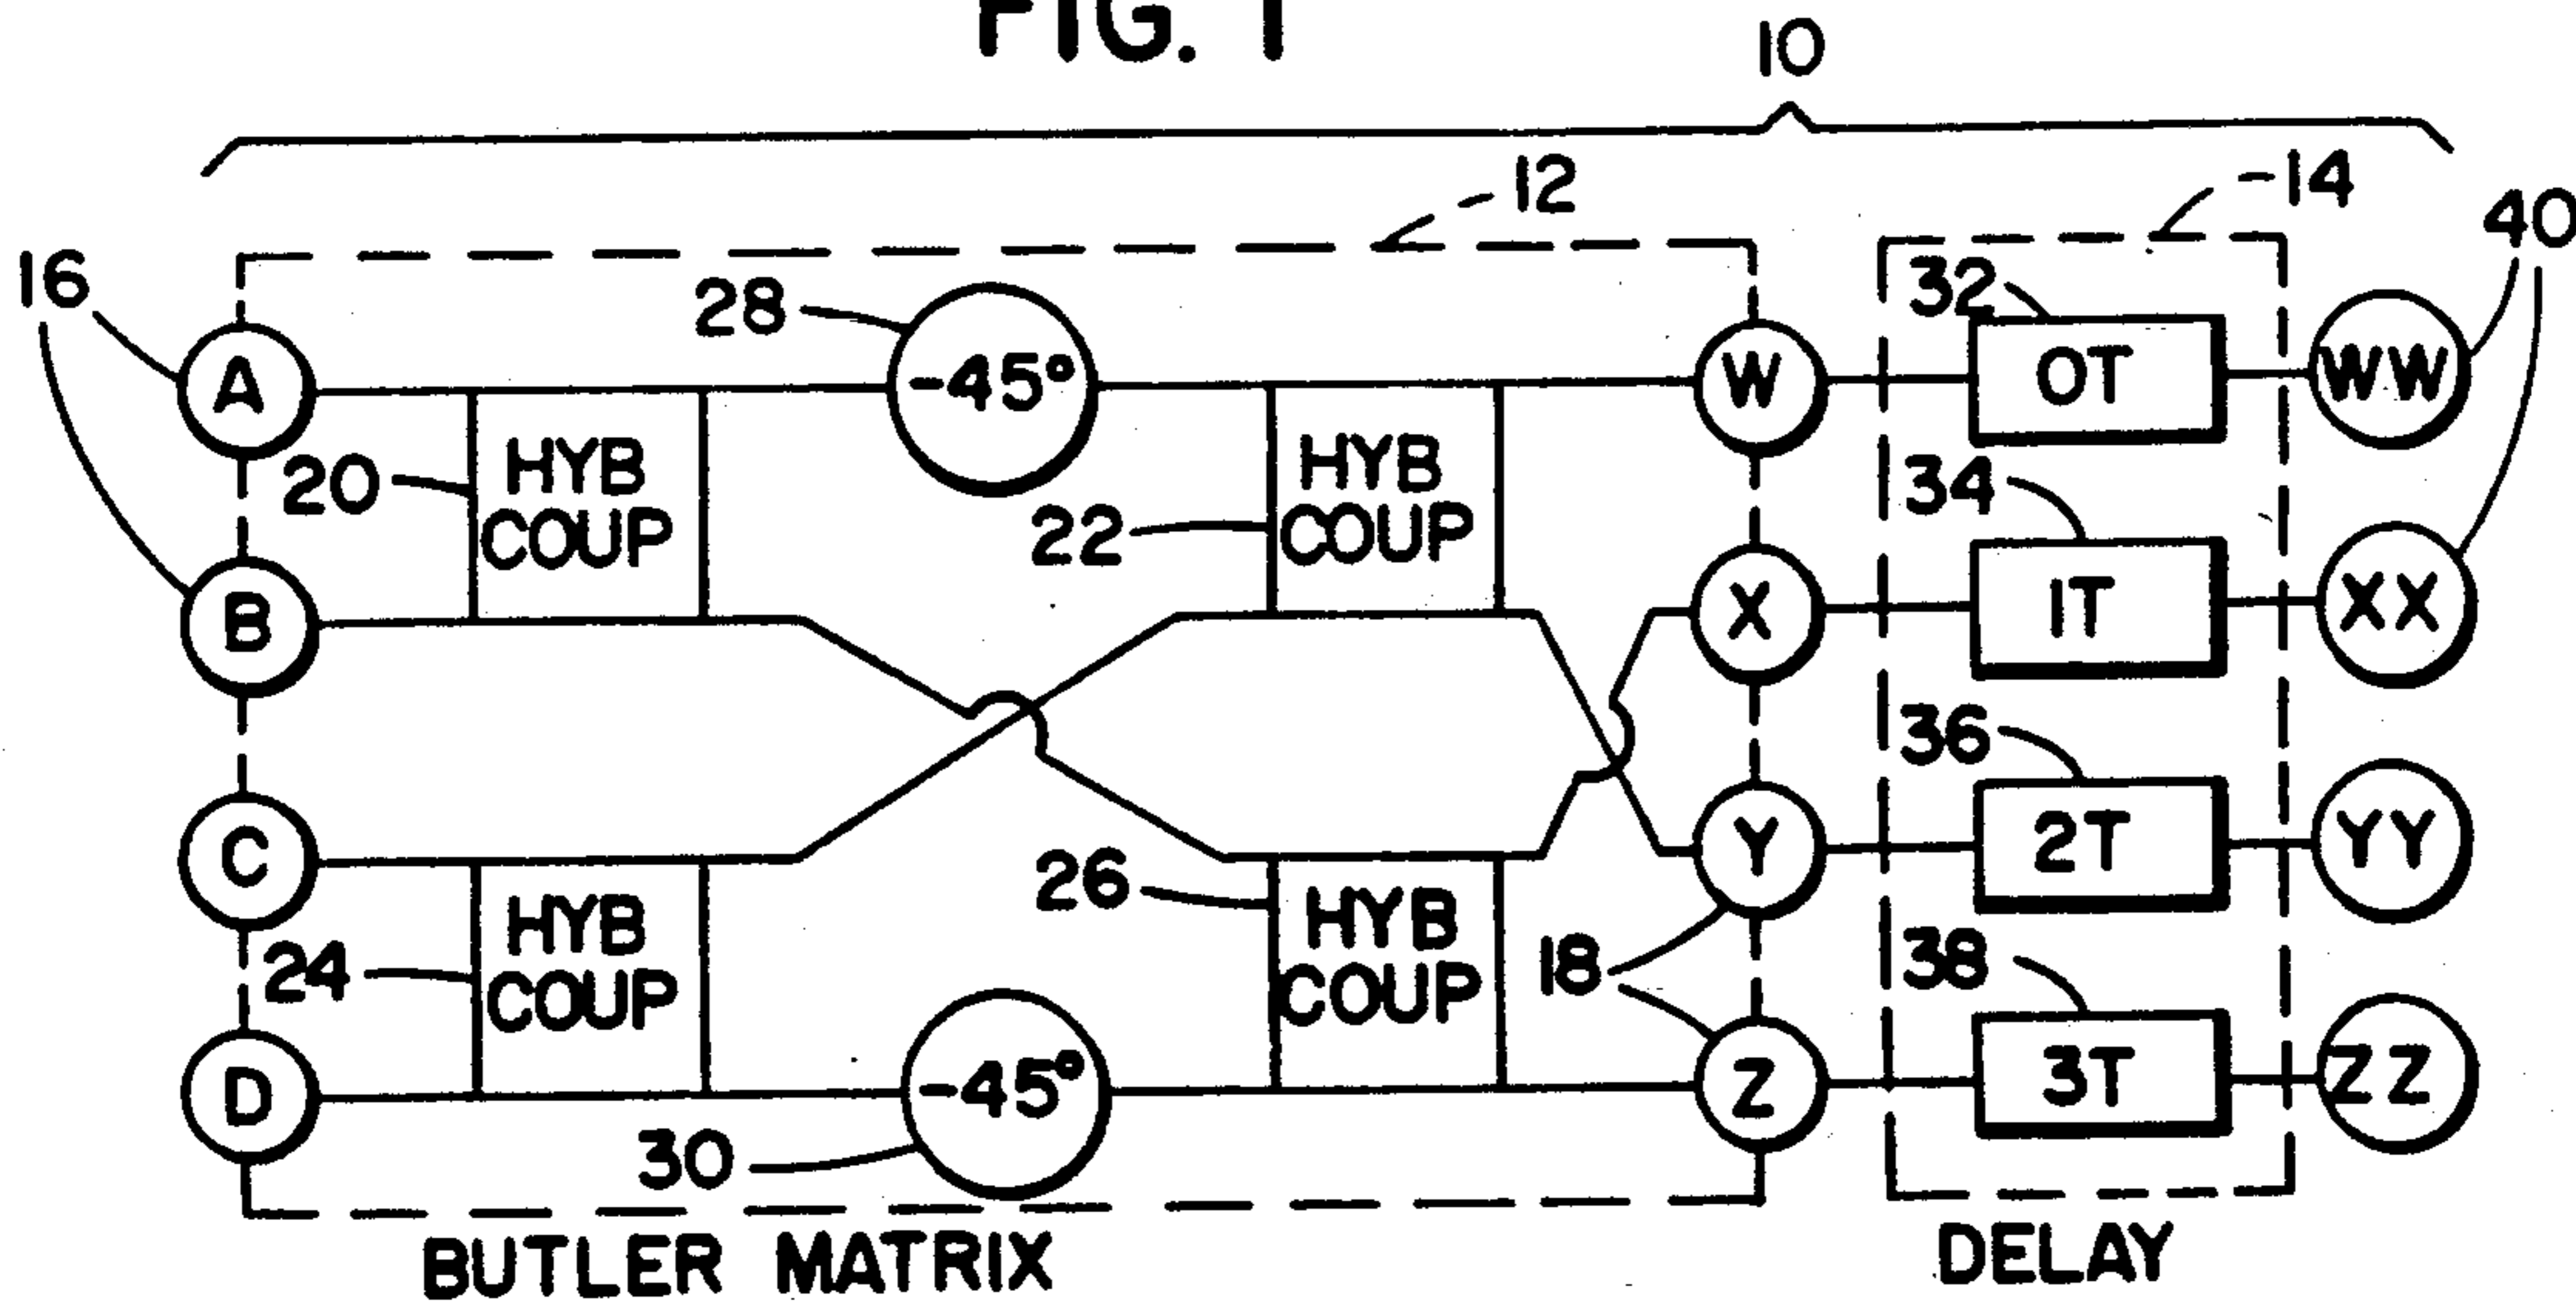 FIG. 1
10
12
14
16
40
28
32
A
-45°
W
OT
WW
20
HYB
COUP
22
HYB
COUP
34
B
X
1T
XX
36
C
26
Y
2T
YY
24
HYB
COUP
HYB
COUP
18
38
D
-45°
Z
3T
ZZ
30
BUTLER MATRIX
DELAY